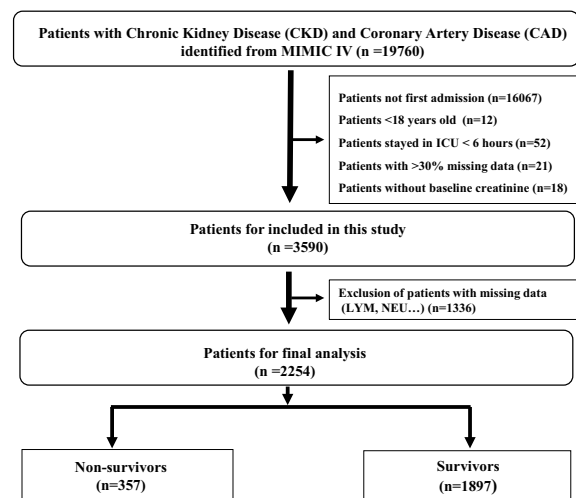 Patients with Chronic Kidney Disease (CKD) and Coronary Artery Disease (CAD)
identified from MIMIC IV (n =19760)
Patients not first admission (n=16067)
Patients <18 years old (n=12)
Patients stayed in ICU < 6 hours (n=52)
Patients with >30% missing data (n=21)
Patients without baseline creatinine (n=18)
Patients for included in this study
(n =3590)
Exclusion of patients with missing data
(LYM, NEU…) (n=1336)
Patients for final analysis
(n =2254)
Non-survivors
(n=357)
Survivors
(n=1897)